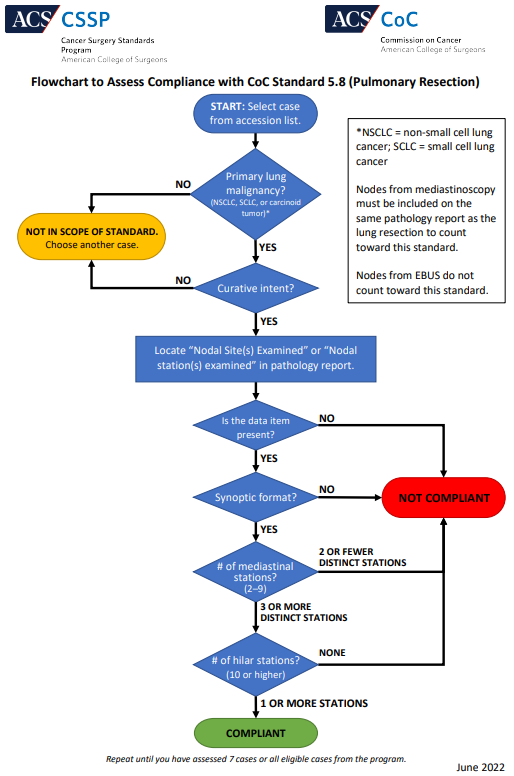 ACS CSSP
Cancer Surgery Standards
Program
American College of Surgeons
ACS CoC
Commission on Cancer
American College of Surgeons
Flowchart to Assess Compliance with CoC Standard 5.8 (Pulmonary Resection)
START: Select case
from accession list.
*NSCLC = non-small cell lung
cancer; SCLC = small cell lung
cancer
Nodes from mediastinoscopy
must be included on the
same pathology report as the
lung resection to count
toward this standard.
Nodes from EBUS do not
count toward this standard.
Primary lung
malignancy?
(NSCLC, SCLC, or carcinoid
tumor)*
NO
NOT IN SCOPE OF STANDARD.
Choose another case.
YES
NO
Curative intent?
YES
Locate “Nodal Site(s) Examined” or “Nodal
station(s) examined” in pathology report.
Is the data item
present?
NO
YES
Synoptic format?
NO
NOT COMPLIANT
YES
# of mediastinal
stations?
(2–9)
2 OR FEWER
DISTINCT STATIONS
3 OR MORE
DISTINCT STATIONS
# of hilar stations?
(10 or higher)
NONE
1 OR MORE STATIONS
COMPLIANT
Repeat until you have assessed 7 cases or all eligible cases from the program.
June 2022